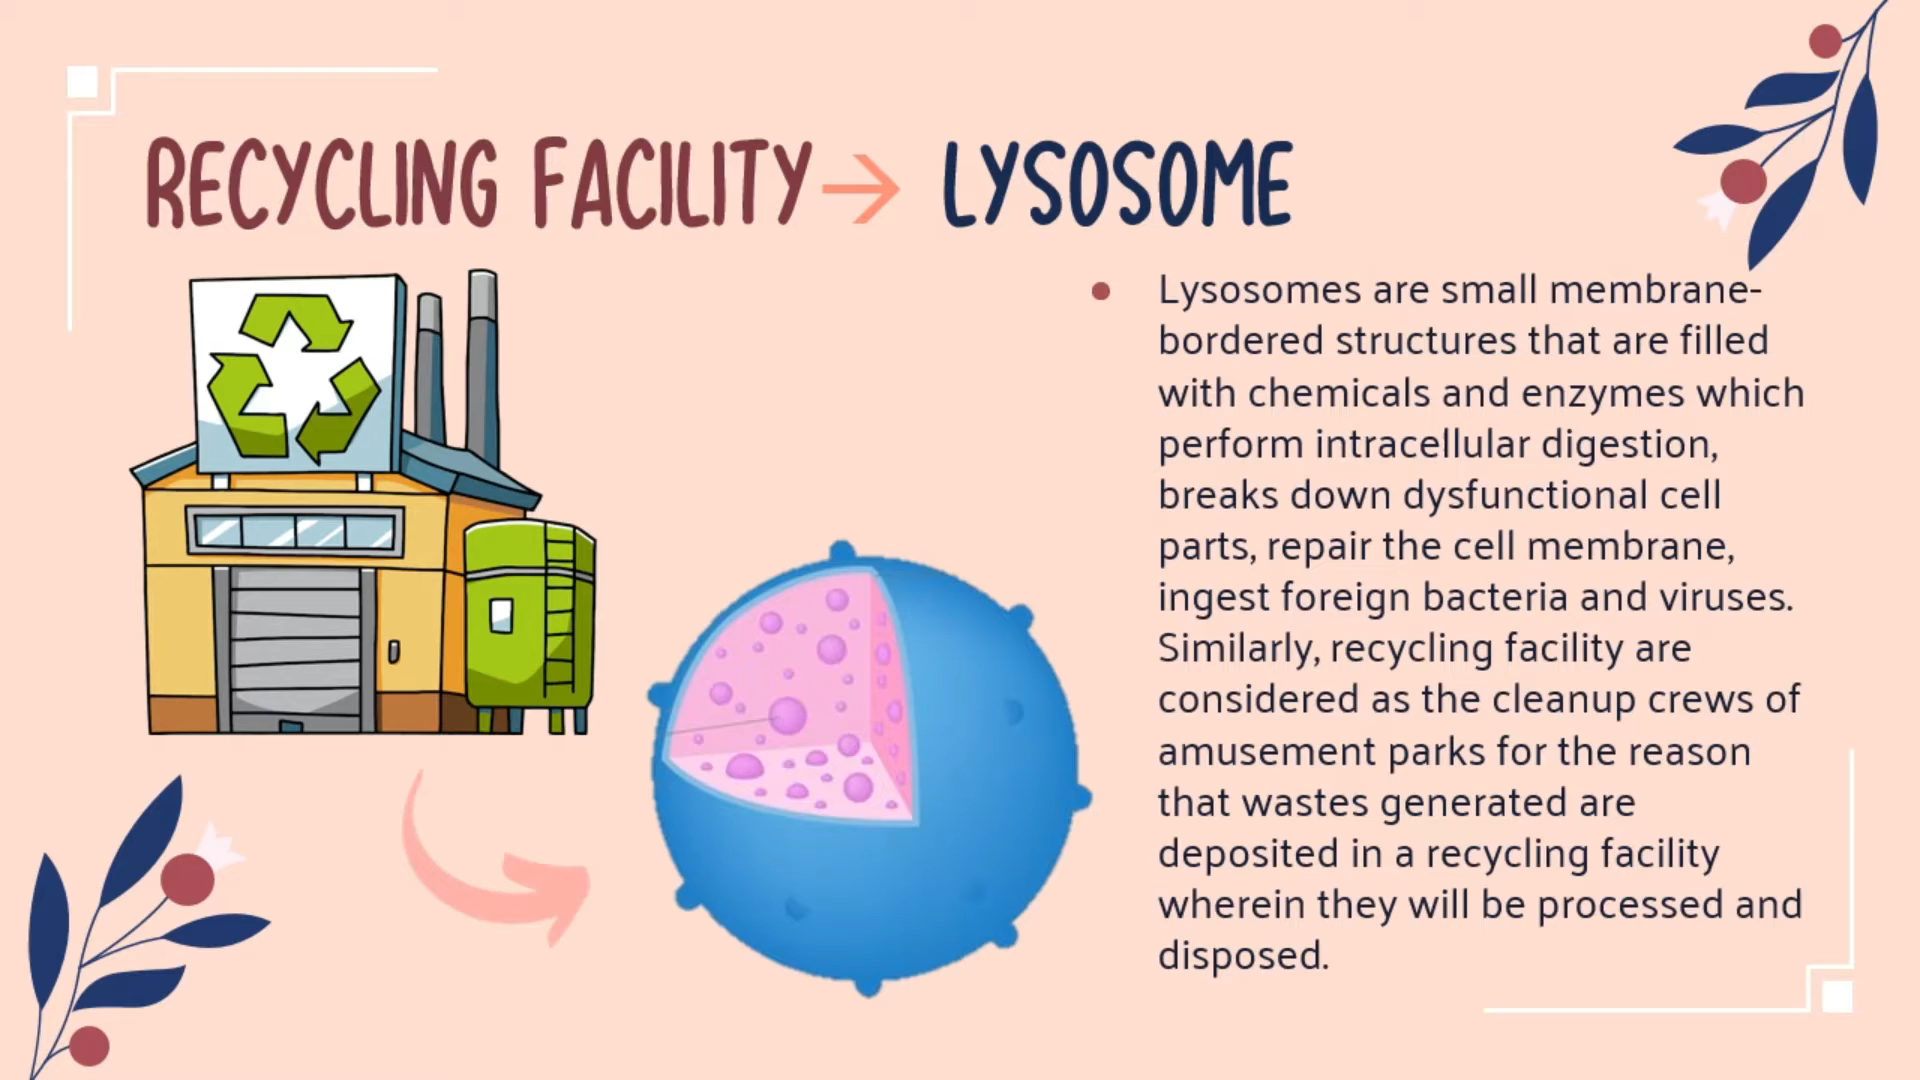 RECYCLING FACILITY → LYSOSOME
• Lysosomes are small membrane-
bordered structures that are filled
with chemicals and enzymes which
perform intracellular digestion,
breaks down dysfunctional cell
parts, repair the cell membrane,
ingest foreign bacteria and viruses.
Similarly, recycling facility are
considered as the cleanup crews of
amusement parks for the reason
that wastes generated are
deposited in a recycling facility
wherein they will be processed and
disposed.